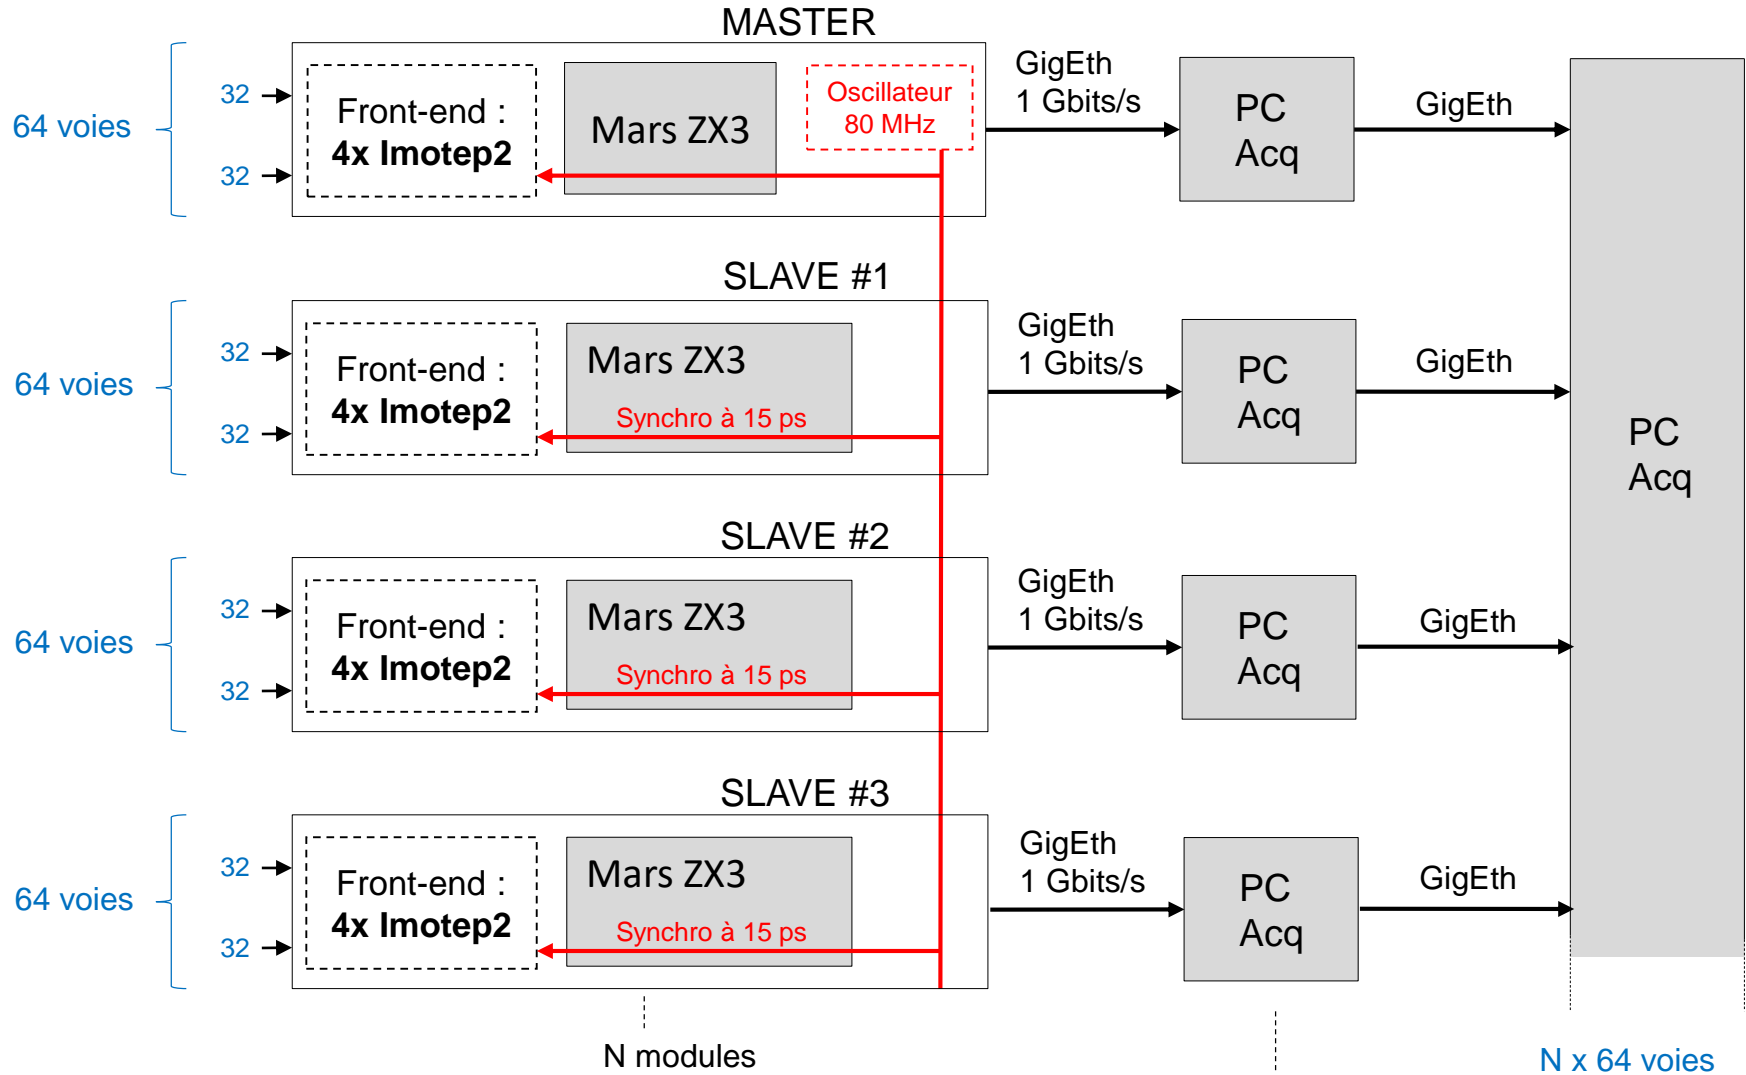 MASTER
64 voies
32
32
Front-end :
4x Imotep2
Mars ZX3
Oscillateur
80 MHz
GigEth
1 Gbits/s
PC
Acq
GigEth
SLAVE #1
64 voies
32
32
Front-end :
4x Imotep2
Mars ZX3
Synchro à 15 ps
GigEth
1 Gbits/s
PC
Acq
GigEth
PC
Acq
SLAVE #2
64 voies
32
32
Front-end :
4x Imotep2
Mars ZX3
Synchro à 15 ps
GigEth
1 Gbits/s
PC
Acq
GigEth
SLAVE #3
64 voies
32
32
Front-end :
4x Imotep2
Mars ZX3
Synchro à 15 ps
GigEth
1 Gbits/s
PC
Acq
GigEth
N modules
N x 64 voies